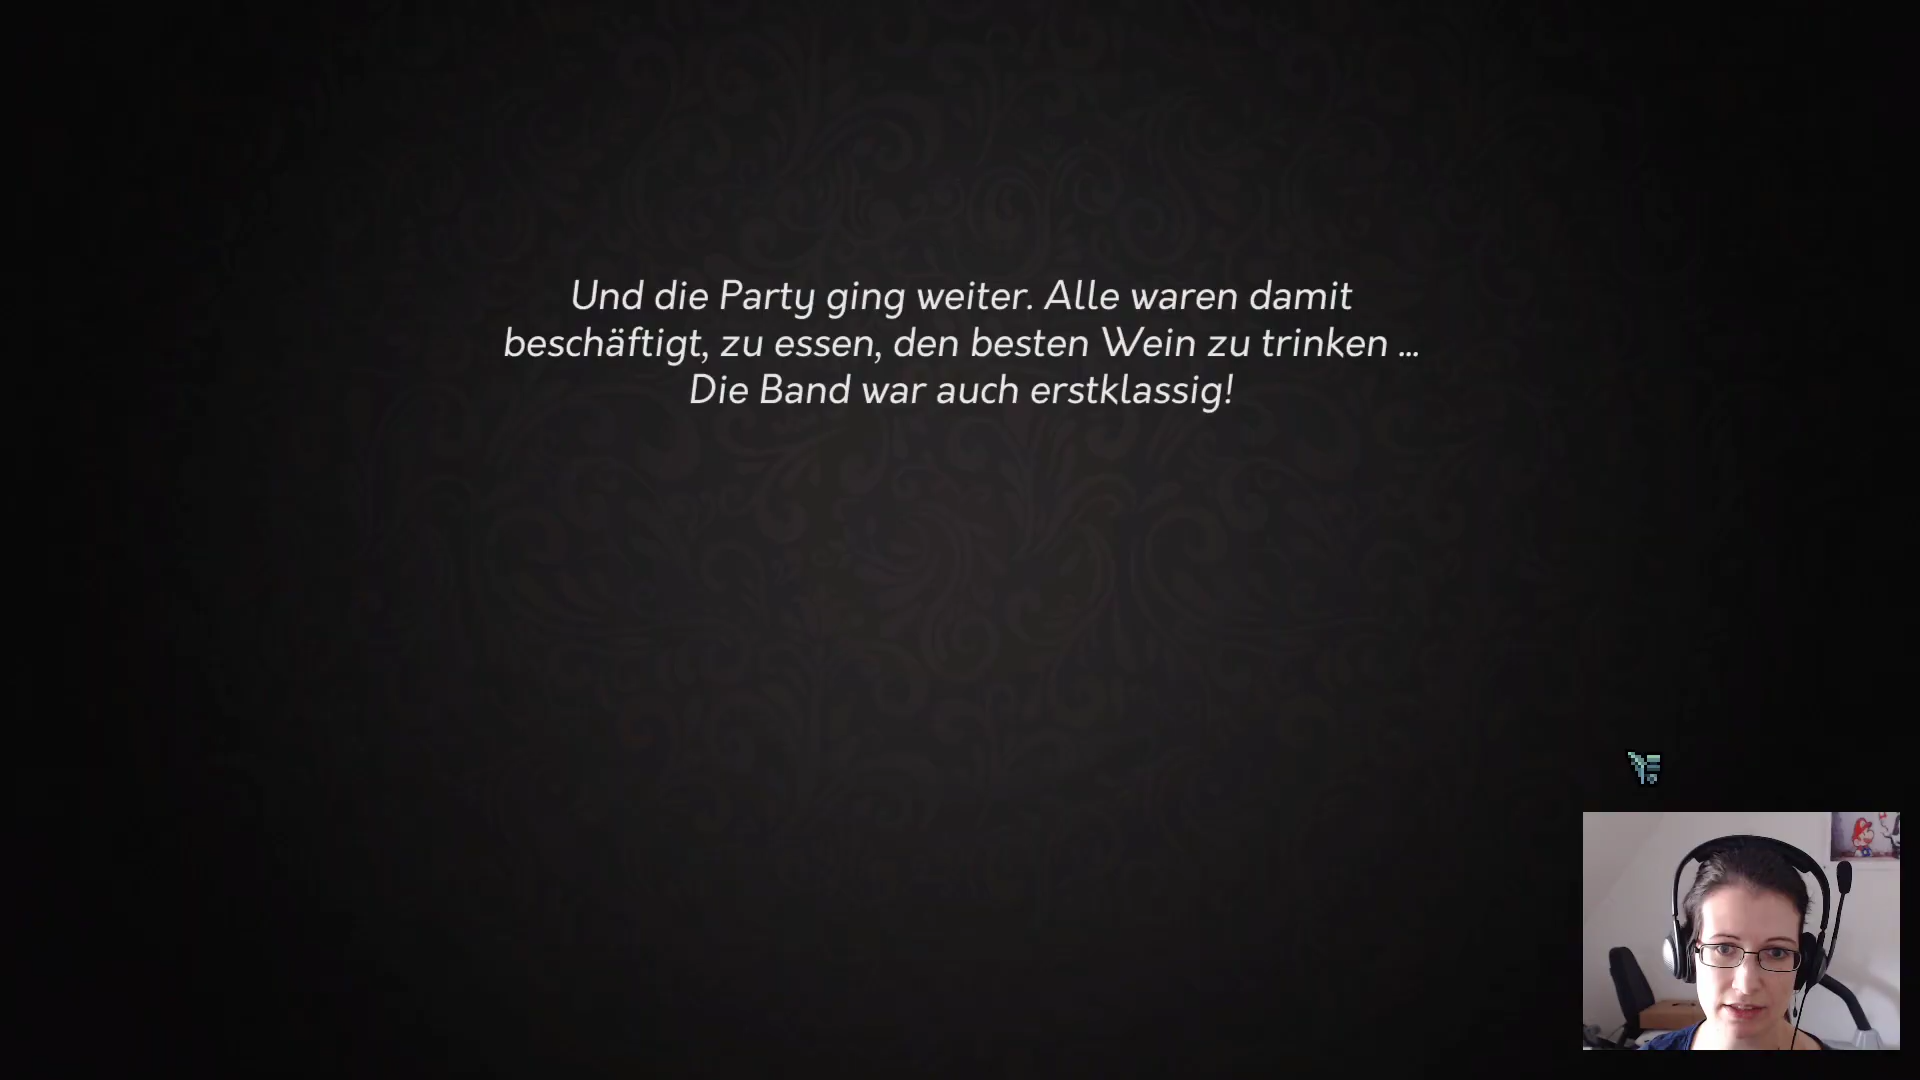 Und die Party ging weiter. Alle waren damit
beschäftigt, zu essen, den besten Wein zu trinken ...
Die Band war auch erstklassig!